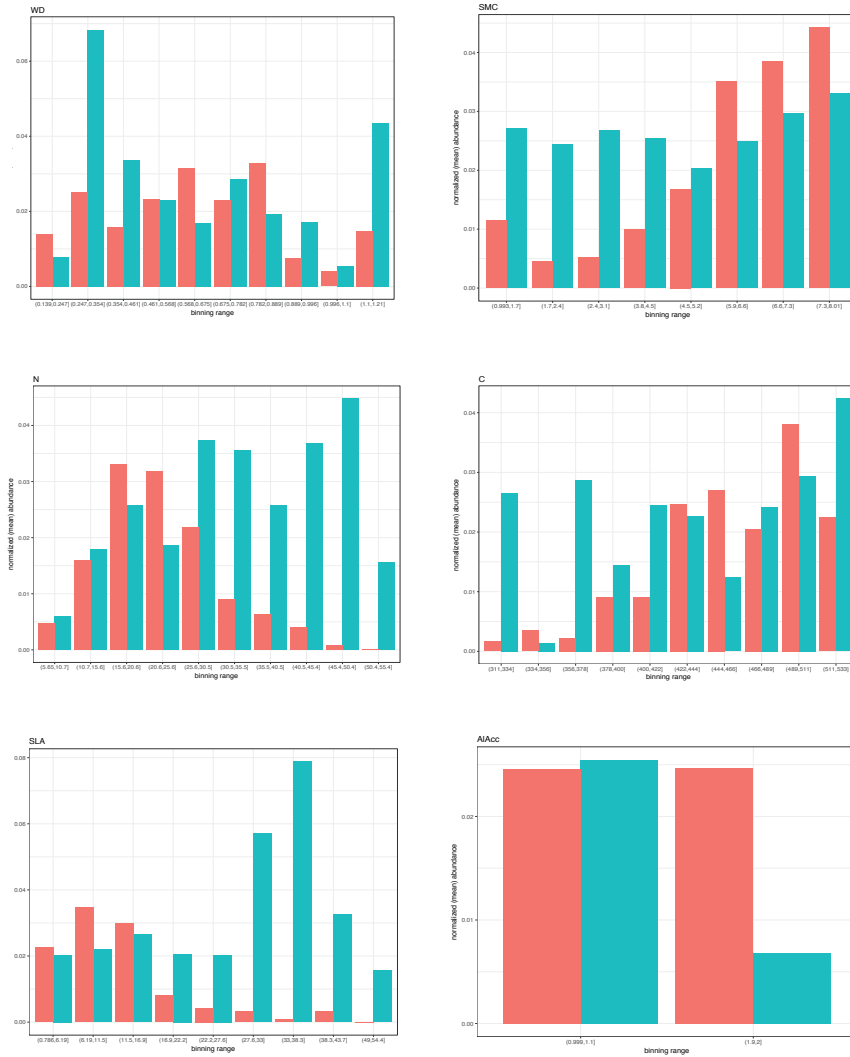 WD
0.06
0.04
0.02
0.00
(0.139,0.247] (0.247,0.354] (0.354,0.461] (0.461,0.568] (0.568,0.675] (0.675,0.782] (0.782,0.889] (0.889,0.996] (0.996,1.1] (1.1,1.21]
binning range
SMC
normalized (mean) abundance
0.04
0.03
0.02
0.01
0.00
(0.993,1.7] (1.7,2.4] (2.4,3.1] (3.8,4.5] (4.5,5.2] (5.9,6.6] (6.6,7.3] (7.3,8.01]
binning range
N
normalized (mean) abundance
0.04
0.03
0.02
0.01
0.00
(5.65,10.7] (10.7,15.6] (15.6,20.6] (20.6,25.6] (25.6,30.5] (30.5,35.5] (35.5,40.5] (40.5,45.4] (45.4,50.4] (50.4,55.4]
binning range
C
normalized (mean) abundance
0.04
0.03
0.02
0.01
0.00
(311,334] (334,356] (356,378] (378,400] (400,422] (422,444] (444,466] (466,489] (489,511] (511,533]
binning range
SLA
0.08
0.06
0.04
0.02
0.00
(0.786,6.19] (6.19,11.5] (11.5,16.9] (16.9,22.2] (22.2,27.6] (27.6,33] (33,38.3] (38.3,43.7] (49,54.4]
binning range
AlAcc
normalized (mean) abundance
0.02
0.01
0.00
(0.999,1.1] (1.9,2]
binning range